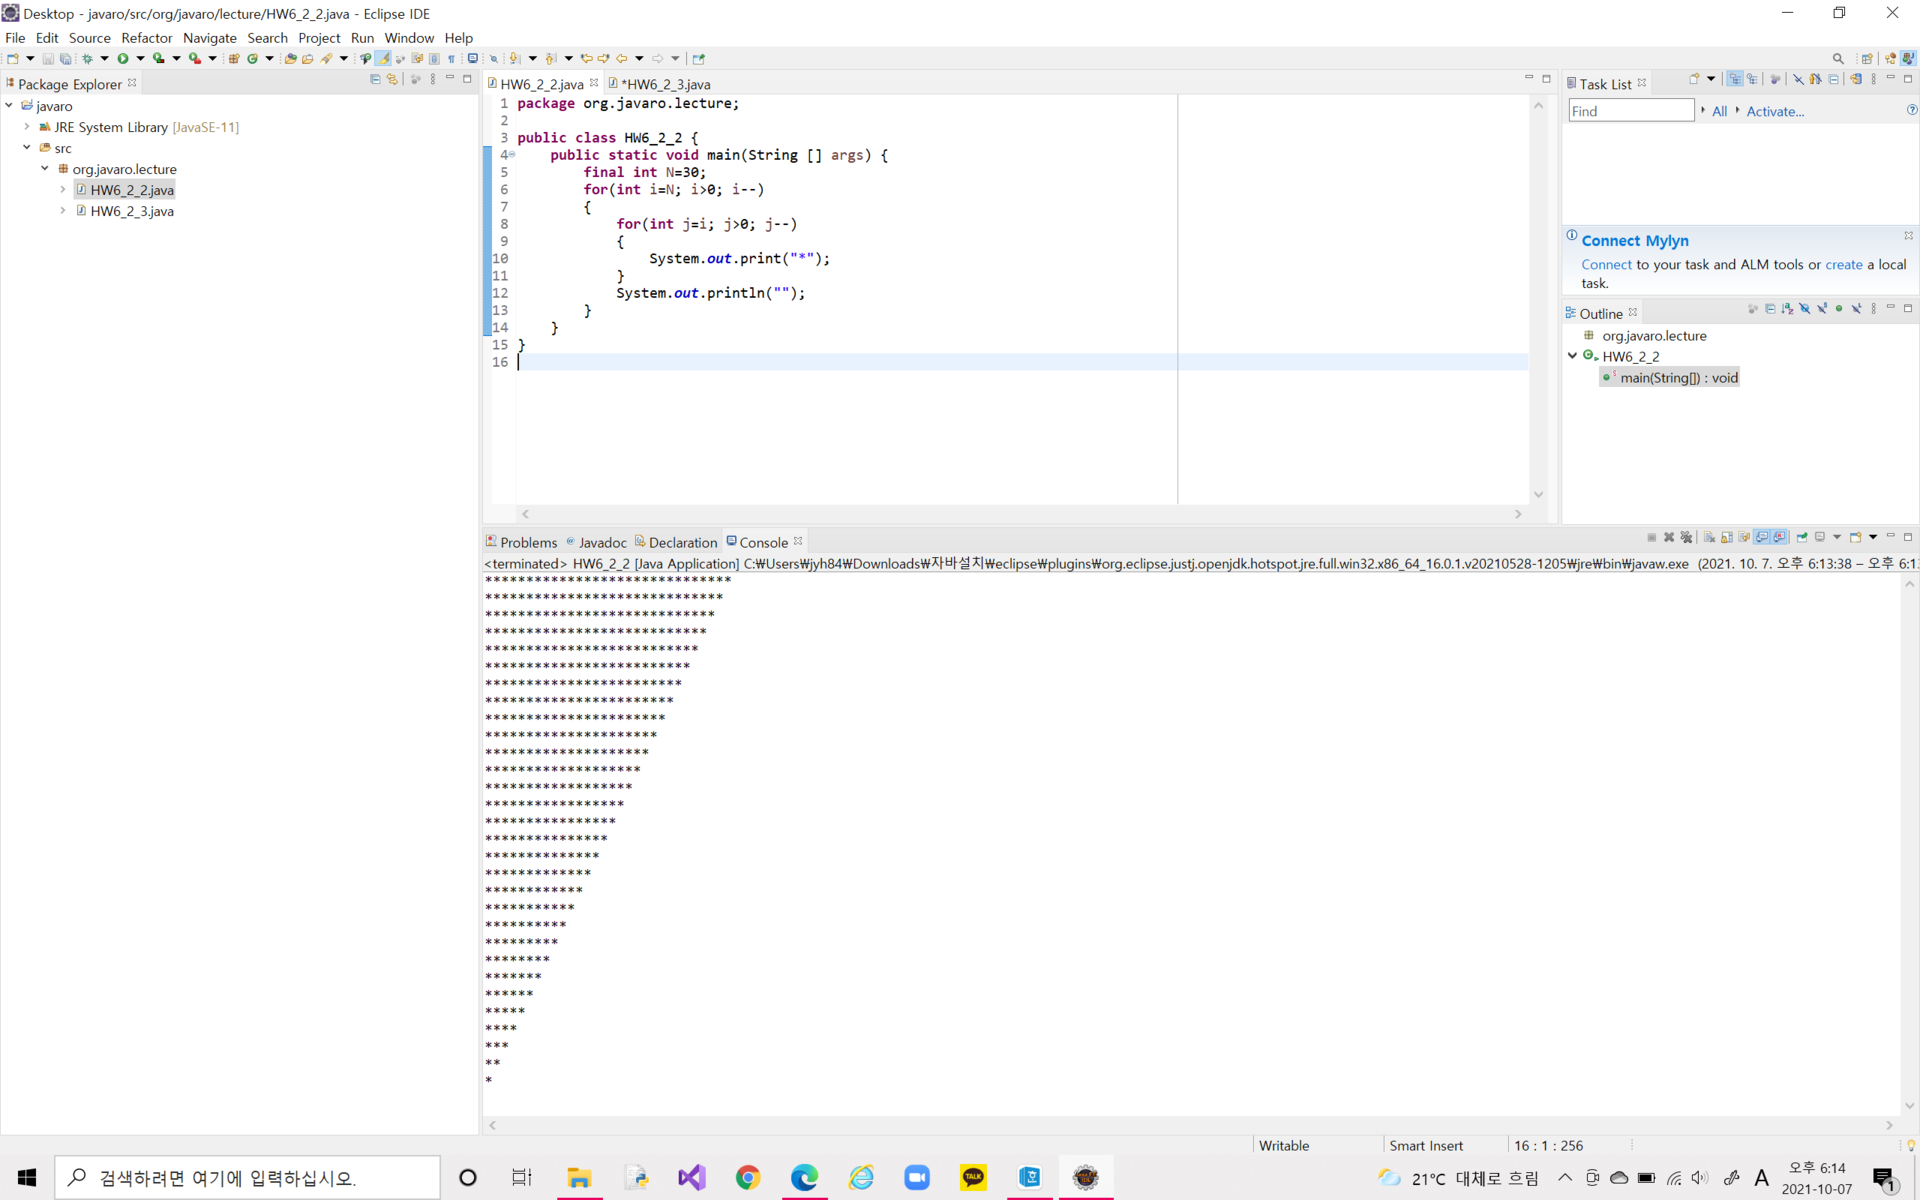 Desktop - javaro/src/org/javaro/lecture/HW6_2_2.java - Eclipse IDE
File Edit Source Refactor Navigate Search Project Run Window Help
Package Explorer
javaro
JRE System Library [JavaSE-11]
src
org.javaro.lecture
HW6_2_2.java
HW6_2_3.java
HW6_2_2.java *HW6_2_3.java
1 package org.javaro.lecture;
2
3 public class HW6_2_2 {
4 public static void main(String [] args) {
5 final int N=30;
6 for(int i=N; i>0; i--)
7 {
8 for(int j=i; j>0; j--)
9 {
10 System.out.print("*");
11 }
12 System.out.println("");
13 }
14 }
15 }
16
Task List
Find All Activate...
Connect Mylyn
Connect to your task and ALM tools or create a local
task.
Outline
org.javaro.lecture
HW6_2_2
main(String[]) : void
Problems Javadoc Declaration Console
<terminated> HW6_2_2 [Java Application] C:₩Users₩jyh84₩Downloads₩자바설치₩eclipse₩plugins₩org.eclipse.justj.openjdk.hotspot.jre.full.win32.x86_64_16.0.1.v20210528-1205₩jre₩bin₩javaw.exe (2021. 10. 7. 오후 6:13:38 – 오후 6:1
******************************
*****************************
****************************
***************************
**************************
*************************
************************
***********************
**********************
*********************
********************
*******************
******************
*****************
****************
***************
**************
*************
************
***********
**********
*********
********
*******
******
*****
****
***
**
*
Writable Smart Insert 16 : 1 : 256
검색하려면 여기에 입력하십시오.
TALK
21°C 대체로 흐림
A
오후 6:14
2021-10-07
1